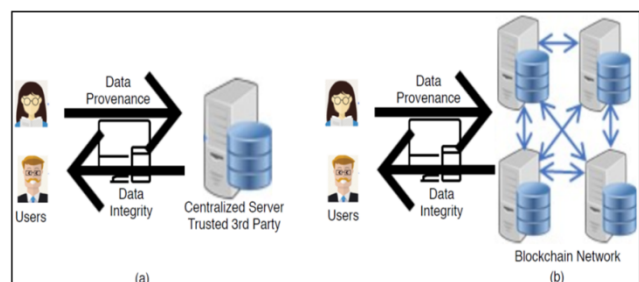 Data
Provenance
Data
Integrity
Users
Centralized Server
Trusted 3rd Party
(a)
Data
Provenance
Data
Integrity
Users
Blockchain Network
(b)